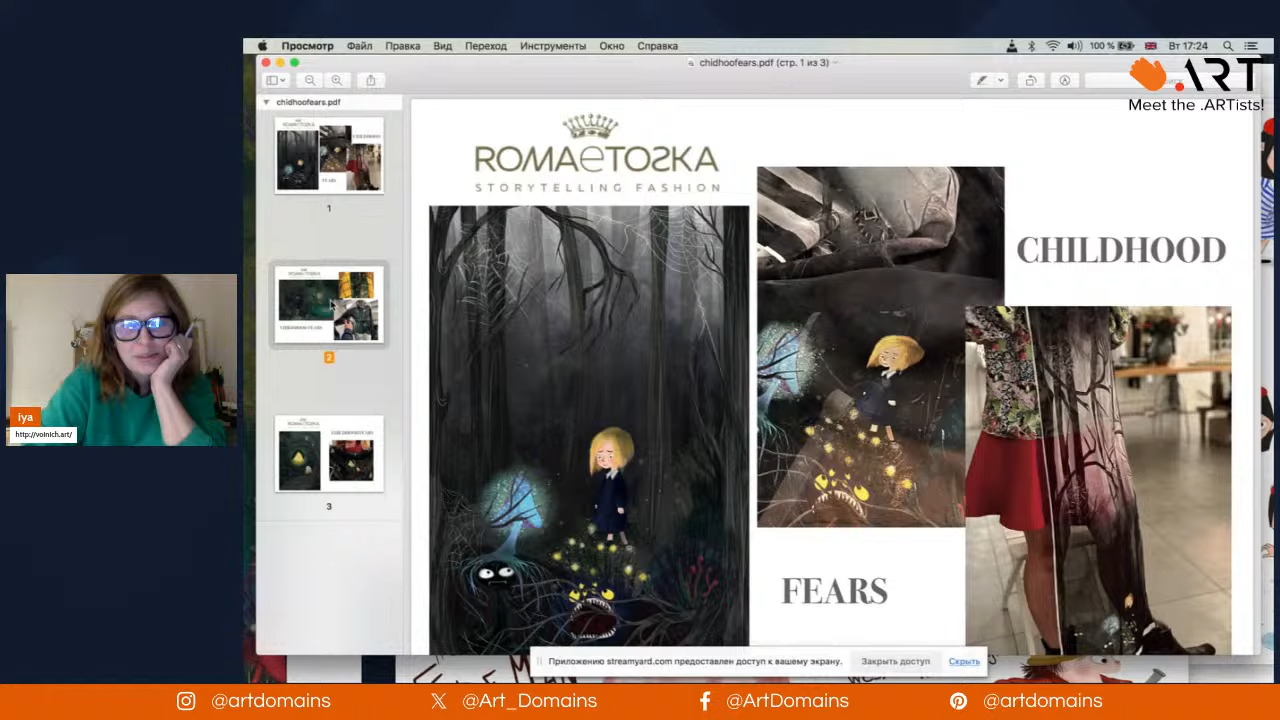 Просмотр Файл Правка Вид Переход Инструменты Окно Справка 100 % Вт 17:24
chidhoofears.pdf (стр. 1 из 3)
.ART
Meet the .ARTists!
chidhoofears.pdf
1
2
3
ROMAeTOSKA
STORYTELLING FASHION
CHILDHOOD
FEARS
iya
http://volnich.art/
Приложению streamyard.com предоставлен доступ к вашему экрану. Закрыть доступ Скрыть
@artdomains @Art_Domains @ArtDomains @artdomains